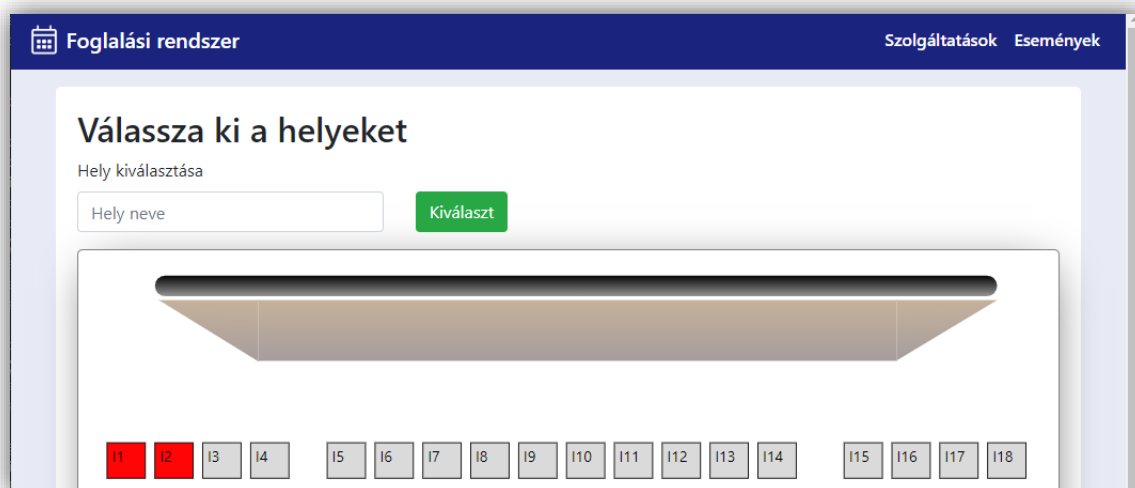 Foglalási rendszer
Szolgáltatások Események
Válassza ki a helyeket
Hely kiválasztása
Hely neve
Kiválaszt
I1 I2 I3 I4 I5 I6 I7 I8 I9 I10 I11 I12 I13 I14 I15 I16 I17 I18